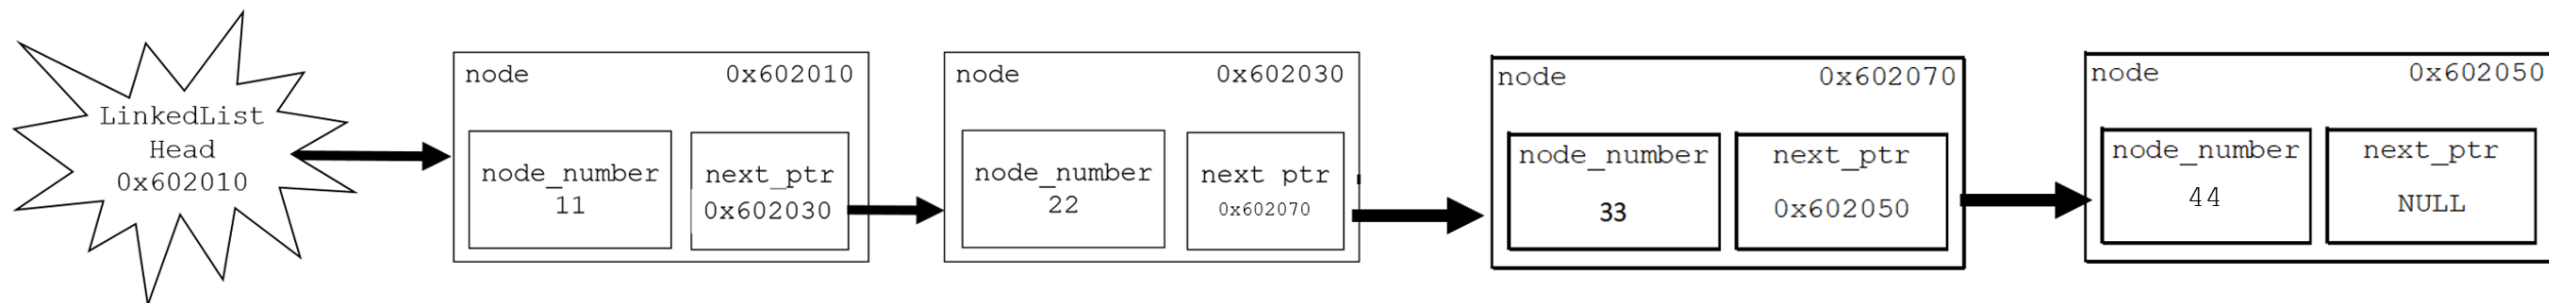 LinkedList
Head
0x602010
node 0x602010
node_number
11
next_ptr
0x602030
node 0x602030
node_number
22
next ptr
0x602070
node 0x602070
node_number
33
next_ptr
0x602050
node 0x602050
node_number
44
next_ptr
NULL